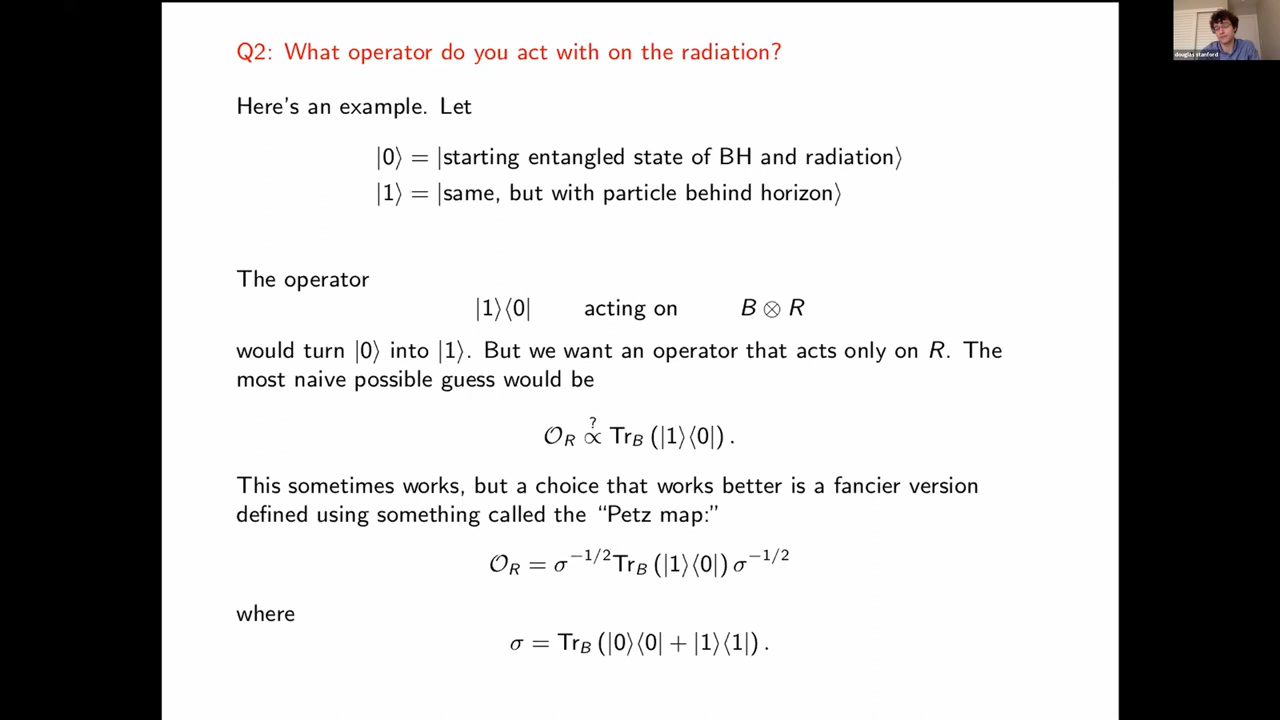 Q2: What operator do you act with on the radiation?
Here's an example. Let
|0⟩ = |starting entangled state of BH and radiation⟩
|1⟩ = |same, but with particle behind horizon⟩
The operator
|1⟩⟨0| acting on B ⊗ R
would turn |0⟩ into |1⟩. But we want an operator that acts only on R. The
most naive possible guess would be
𝒪_R ∝^? Tr_B (|1⟩⟨0|) .
This sometimes works, but a choice that works better is a fancier version
defined using something called the “Petz map:”
𝒪_R = σ^{−1/2}Tr_B (|1⟩⟨0|) σ^{−1/2}
where
σ = Tr_B (|0⟩⟨0| + |1⟩⟨1|) .
douglas stanford